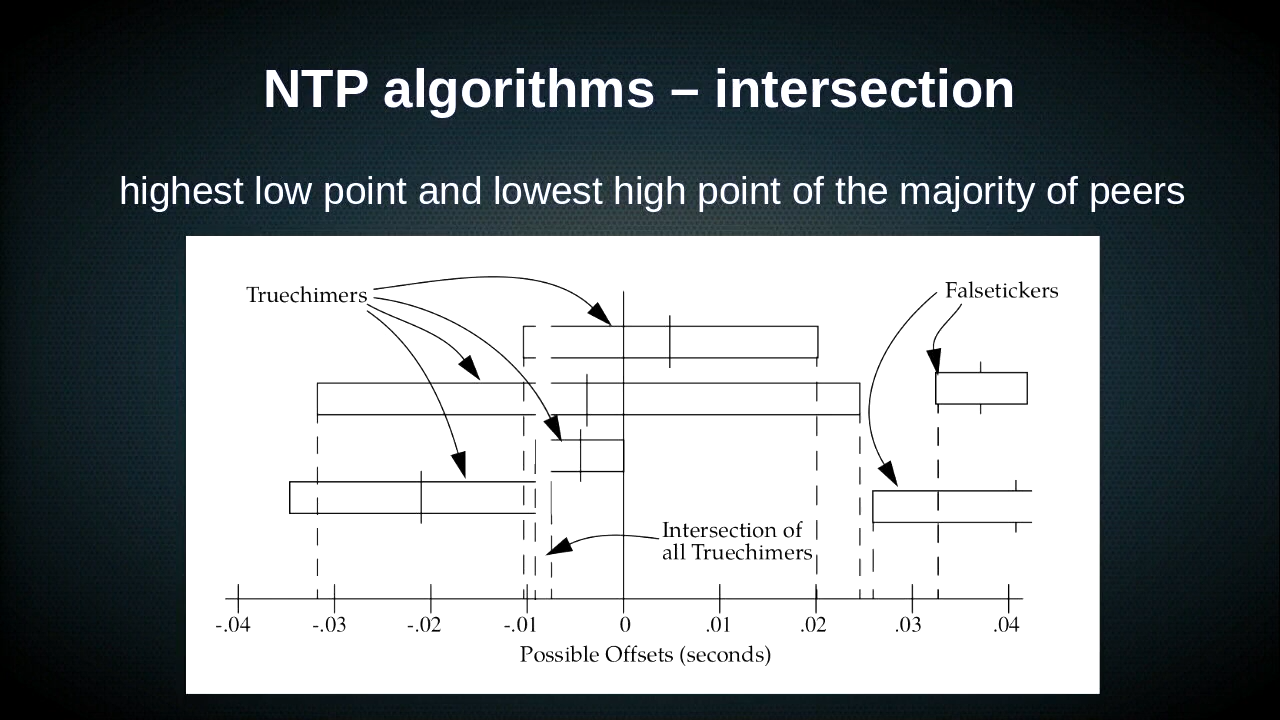 NTP algorithms – intersection
highest low point and lowest high point of the majority of peers
Truechimers
Falsetickers
Intersection of
all Truechimers
-.04 -.03 -.02 -.01 0 .01 .02 .03 .04
Possible Offsets (seconds)